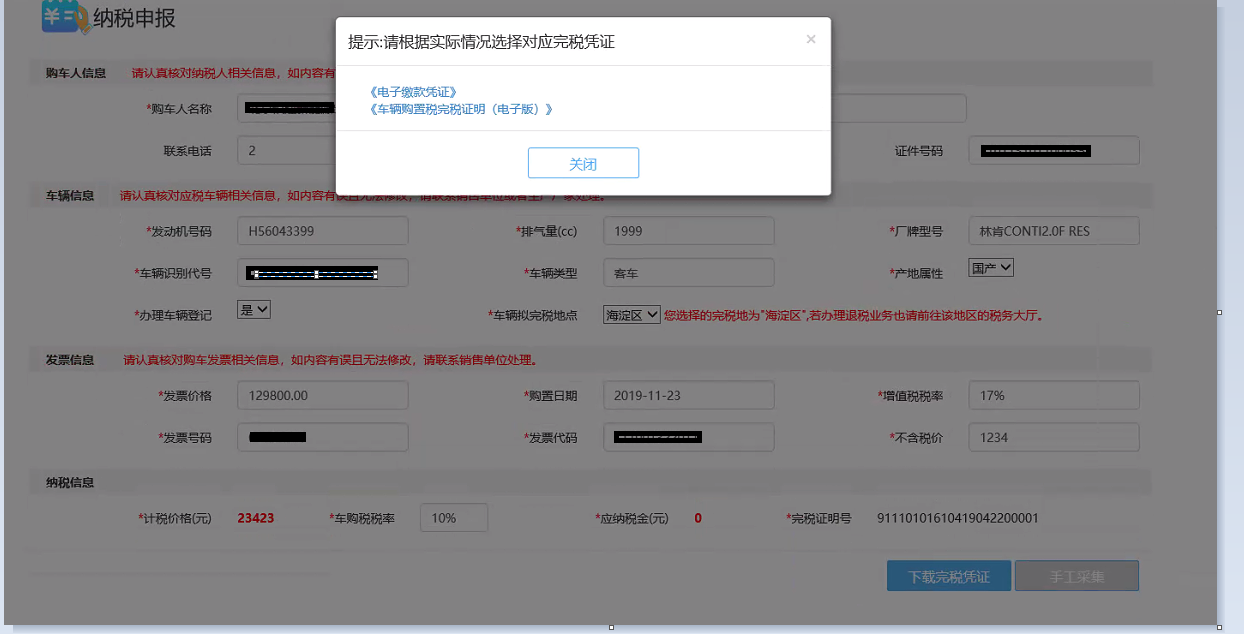 纳税申报
提示:请根据实际情况选择对应完税凭证 ×
《电子缴款凭证》
《车辆购置税完税证明（电子版）》
关闭
购车人信息 请认真核对纳税人相关信息，如内容有
*购车人名称
联系电话 2 证件号码
车辆信息 请认真核对应税车辆相关信息，如内容有误且无法修改，请联系销售单位或者生产厂家处理。
*发动机号码 H56043399 *排气量(cc) 1999 *厂牌型号 林肯CONTI2.0F RES
*车辆识别代号 *车辆类型 客车 *产地属性 国产
*办理车辆登记 是 *车辆拟完税地点 海淀区 您选择的完税地为"海淀区",若办理退税业务也请前往该地区的税务大厅。
发票信息 请认真核对购车发票相关信息，如内容有误且无法修改，请联系销售单位处理。
*发票价格 129800.00 *购置日期 2019-11-23 *增值税税率 17%
*发票号码 *发票代码 *不含税价 1234
纳税信息
*计税价格(元) 23423 *车购税税率 10% *应纳税金(元) 0 *完税证明号 91110101610419042200001
下载完税凭证 手工采集